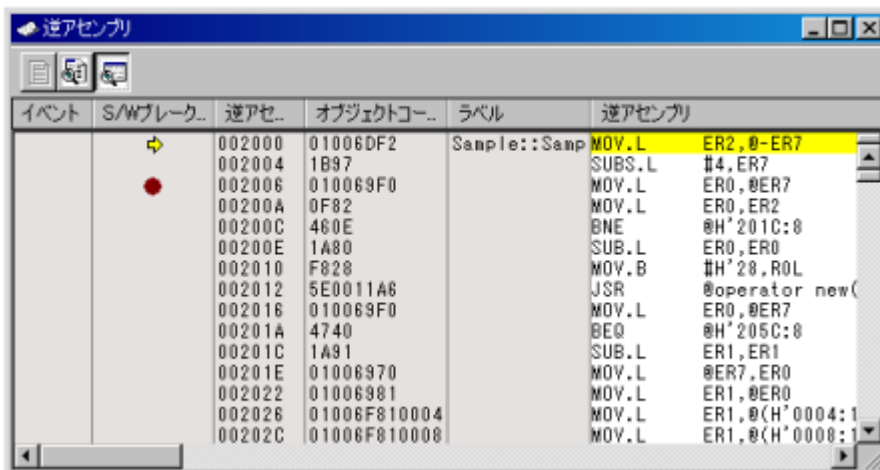 逆アセンブリ
イベント S/Wブレーク... 逆アセ... オブジェクトコー... ラベル 逆アセンブリ
002000 01006DF2 Sample::Samp MOV.L ER2,@-ER7
002004 1B97 SUBS.L #4,ER7
002006 010069F0 MOV.L ER0,@ER7
00200A 0F82 MOV.L ER0,ER2
00200C 460E BNE @H'201C:8
00200E 1A80 SUB.L ER0,ER0
002010 F828 MOV.B #H'28,R0L
002012 5E0011A6 JSR @operator new(
002016 010069F0 MOV.L ER0,@ER7
00201A 4740 BEQ @H'205C:8
00201C 1A91 SUB.L ER1,ER1
00201E 01006970 MOV.L @ER7,ER0
002022 01006981 MOV.L ER1,@ER0
002026 01006F810004 MOV.L ER1,@(H'0004:1
00202C 01006F810008 MOV.L ER1,@(H'0008:1